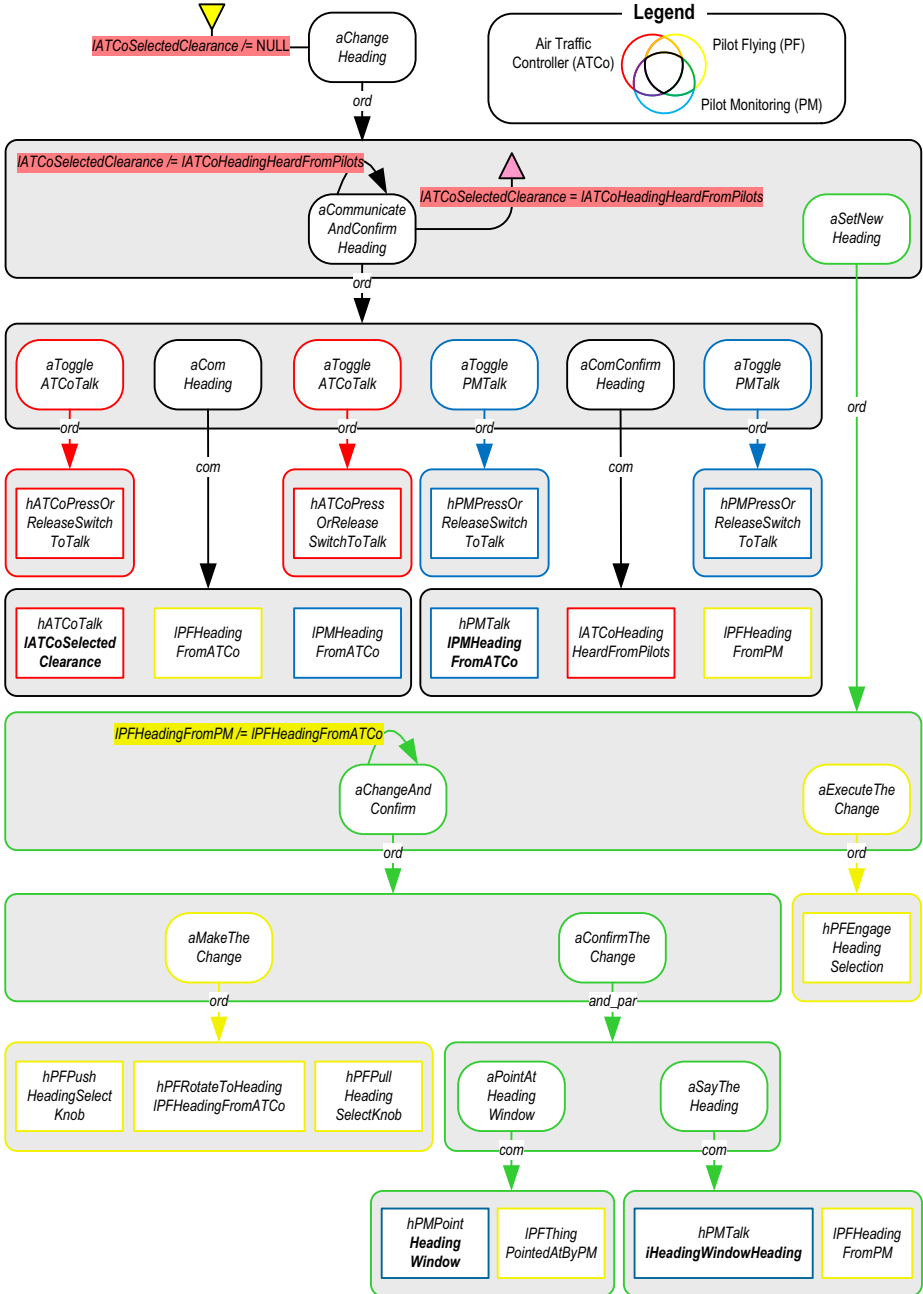 Legend
Air Traffic
Controller (ATCo)
Pilot Flying (PF)
Pilot Monitoring (PM)
lATCoSelectedClearance /= NULL
aChange
Heading
ord
lATCoSelectedClearance /= lATCoHeadingHeardFromPilots
lATCoSelectedClearance = lATCoHeadingHeardFromPilots
aCommunicate
AndConfirm
Heading
aSetNew
Heading
ord
aToggle
ATCoTalk
aCom
Heading
aToggle
ATCoTalk
aToggle
PMTalk
aComConfirm
Heading
aToggle
PMTalk
ord
ord
com
ord
ord
com
ord
hATCoPressOr
ReleaseSwitch
ToTalk
hATCoPress
OrRelease
SwitchToTalk
hPMPressOr
ReleaseSwitch
ToTalk
hPMPressOr
ReleaseSwitch
ToTalk
hATCoTalk
lATCoSelected
Clearance
lPFHeading
FromATCo
lPMHeading
FromATCo
hPMTalk
lPMHeading
FromATCo
lATCoHeading
HeardFromPilots
lPFHeading
FromPM
lPFHeadingFromPM /= lPFHeadingFromATCo
aChangeAnd
Confirm
aExecuteThe
Change
ord
ord
aMakeThe
Change
aConfirmThe
Change
hPFEngage
Heading
Selection
ord
and_par
hPFPush
HeadingSelect
Knob
hPFRotateToHeading
lPFHeadingFromATCo
hPFPull
Heading
SelectKnob
aPointAt
Heading
Window
aSayThe
Heading
com
com
hPMPoint
Heading
Window
lPFThing
PointedAtByPM
hPMTalk
iHeadingWindowHeading
lPFHeading
FromPM